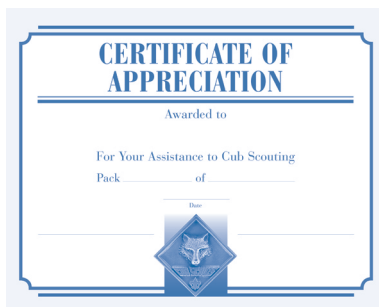 CERTIFICATE OF
APPRECIATION
Awarded to
For Your Assistance to Cub Scouting
Pack of
Date